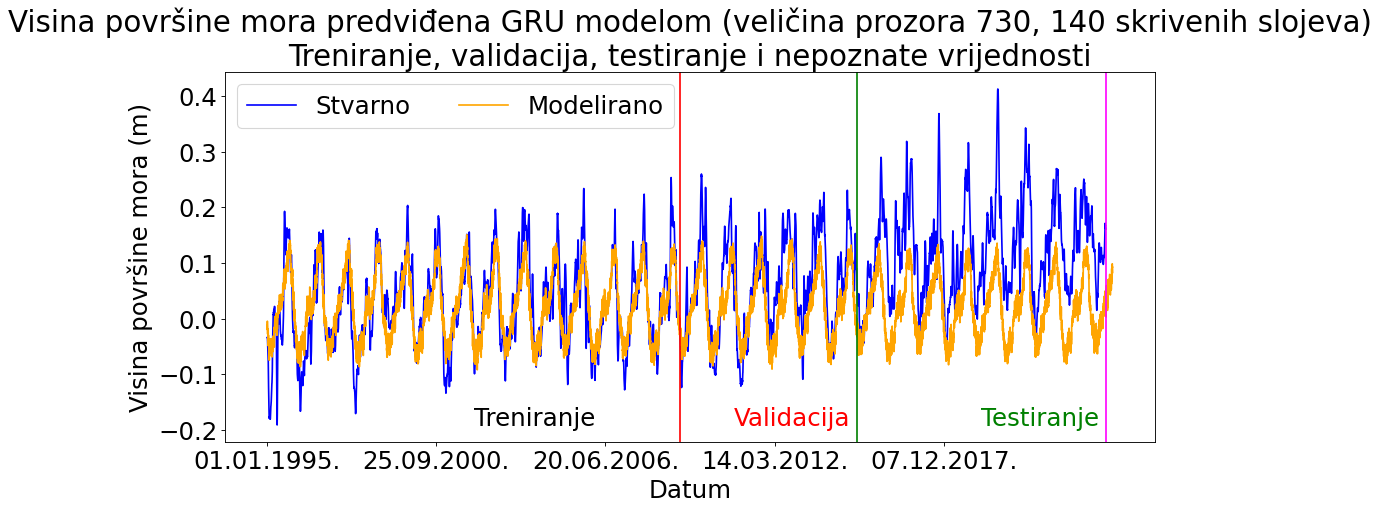 Visina površine mora predviđena GRU modelom (veličina prozora 730, 140 skrivenih slojeva)
Treniranje, validacija, testiranje i nepoznate vrijednosti
Stvarno
Modelirano
Visina površine mora (m)
0.4
0.3
0.2
0.1
0.0
−0.1
−0.2
Treniranje
Validacija
Testiranje
01.01.1995.
25.09.2000.
20.06.2006.
14.03.2012.
07.12.2017.
Datum